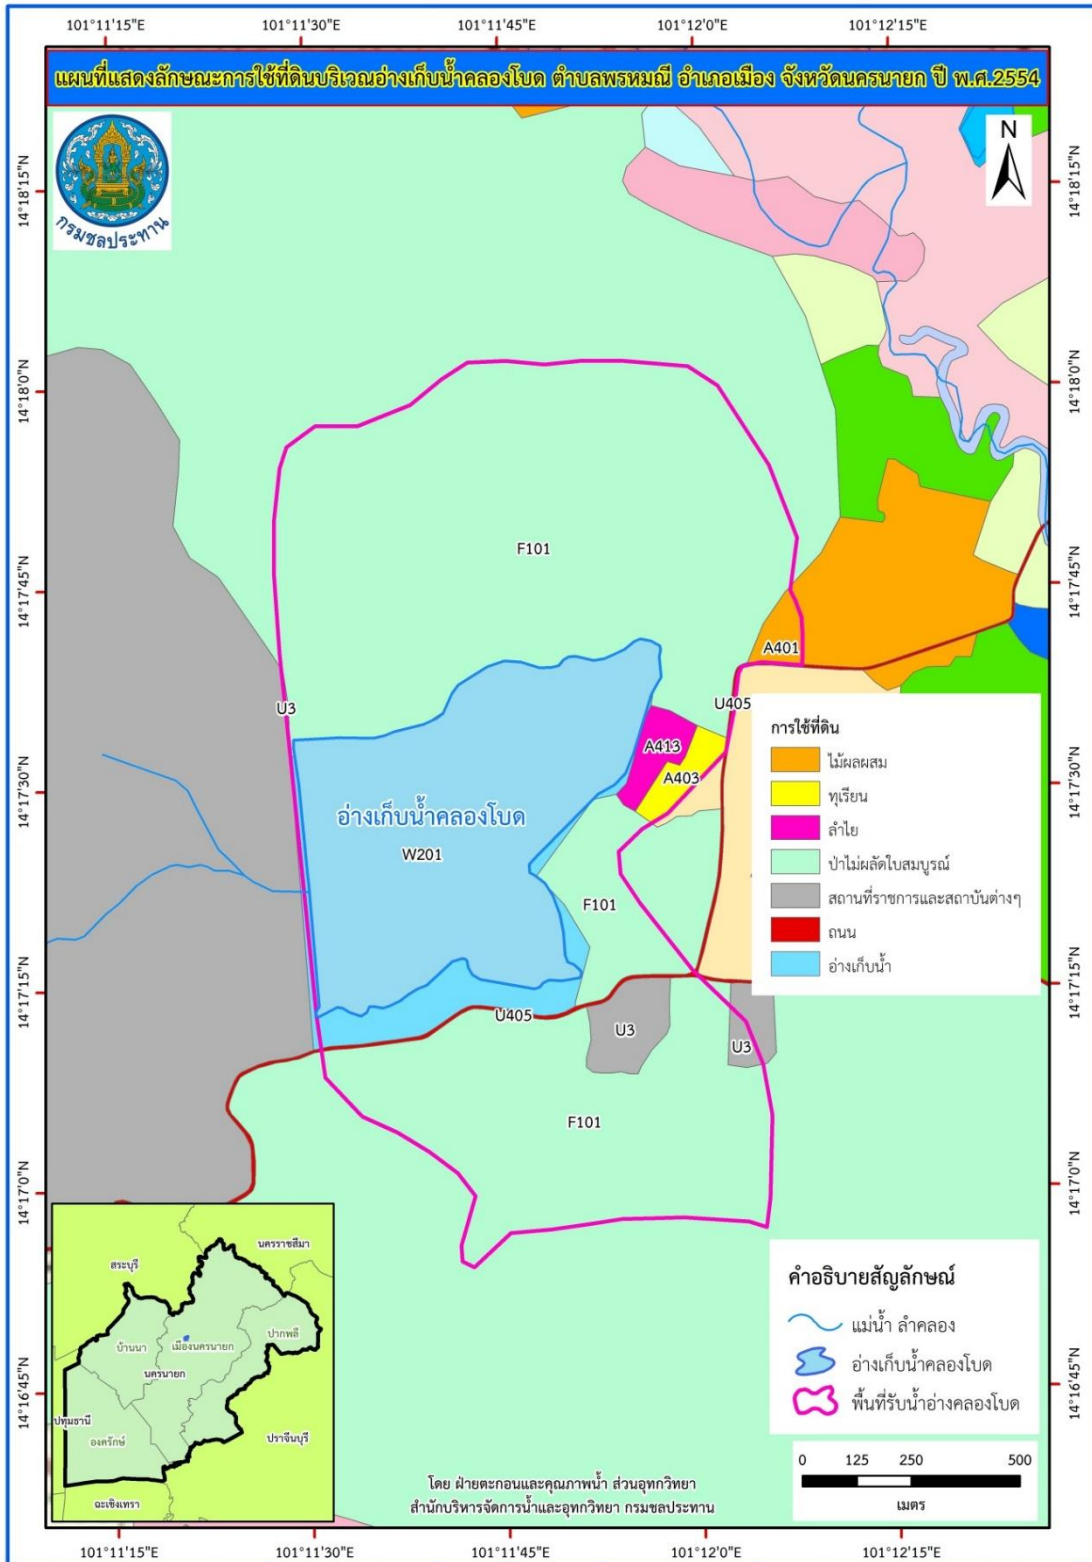 101°11'15"E 101°11'30"E 101°11'45"E 101°12'0"E 101°12'15"E
แผนที่แสดงลักษณะการใช้ที่ดินบริเวณอ่างเก็บน้ำคลองโบด ตำบลพรหมณี อำเภอเมือง จังหวัดนครนายก ปี พ.ศ.2554
กรมชลประทาน
N
14°18'15"N 14°18'15"N
14°18'0"N 14°18'0"N
F101
14°17'45"N 14°17'45"N
A401
U3
U405
A413
A403
14°17'30"N 14°17'30"N
อ่างเก็บน้ำคลองโบด
W201
F101
การใช้ที่ดิน
ไม้ผลผสม
ทุเรียน
ลำไย
ป่าไม่ผลัดใบสมบูรณ์
สถานที่ราชการและสถาบันต่างๆ
ถนน
อ่างเก็บน้ำ
14°17'15"N 14°17'15"N
U405
U3
U3
F101
14°17'0"N 14°17'0"N
สระบุรี
นครราชสีมา
บ้านนา
เมืองนครนายก
ปากพลี
นครนายก
ปทุมธานี
องครักษ์
ปราจีนบุรี
ฉะเชิงเทรา
คำอธิบายสัญลักษณ์
แม่น้ำ ลำคลอง
อ่างเก็บน้ำคลองโบด
พื้นที่รับน้ำอ่างคลองโบด
14°16'45"N 14°16'45"N
0 125 250 500
เมตร
โดย ฝ่ายตะกอนและคุณภาพน้ำ ส่วนอุทกวิทยา
สำนักบริหารจัดการน้ำและอุทกวิทยา กรมชลประทาน
101°11'15"E 101°11'30"E 101°11'45"E 101°12'0"E 101°12'15"E